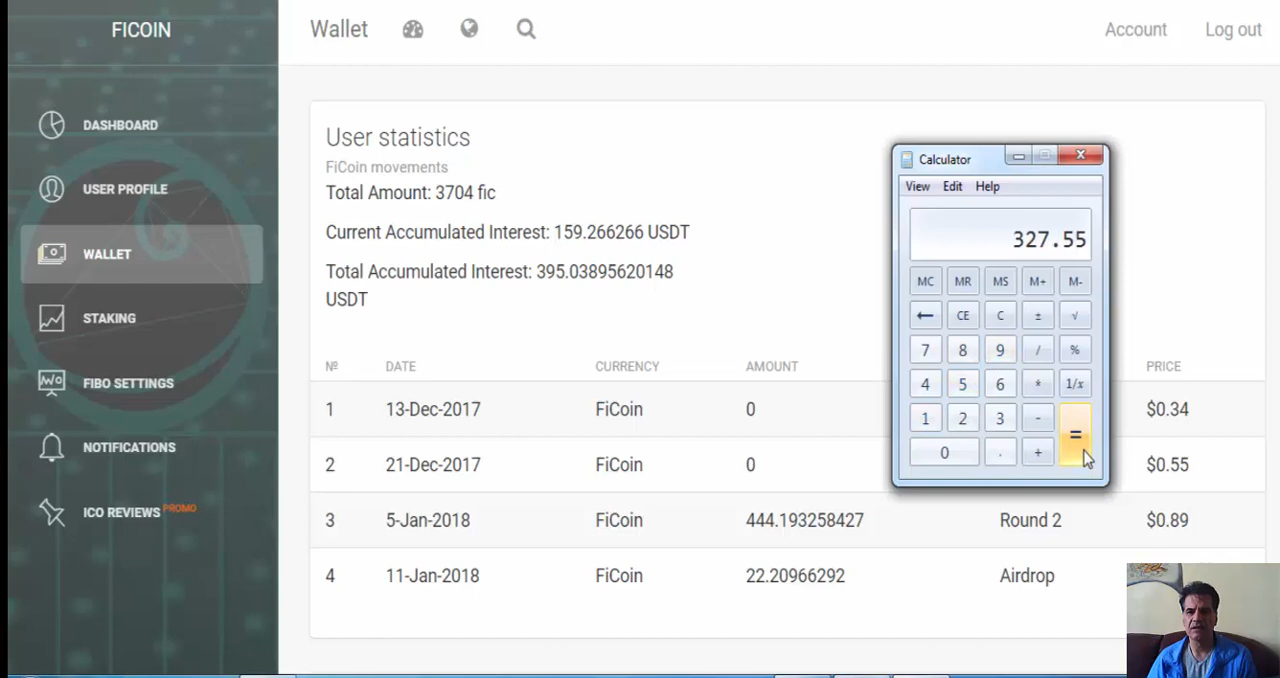 FICOIN
Wallet
Account
Log out
DASHBOARD
USER PROFILE
WALLET
STAKING
FIBO SETTINGS
NOTIFICATIONS
ICO REVIEWS PROMO
User statistics
FiCoin movements
Total Amount: 3704 fic
Current Accumulated Interest: 159.266266 USDT
Total Accumulated Interest: 395.03895620148
USDT
№ DATE CURRENCY AMOUNT PRICE
1 13-Dec-2017 FiCoin 0 $0.34
2 21-Dec-2017 FiCoin 0 $0.55
3 5-Jan-2018 FiCoin 444.193258427 Round 2 $0.89
4 11-Jan-2018 FiCoin 22.20966292 Airdrop
Calculator
View Edit Help
327.55
MC MR MS M+ M-
← CE C ± √
7 8 9 / %
4 5 6 * 1/x
1 2 3 - =
0 . +